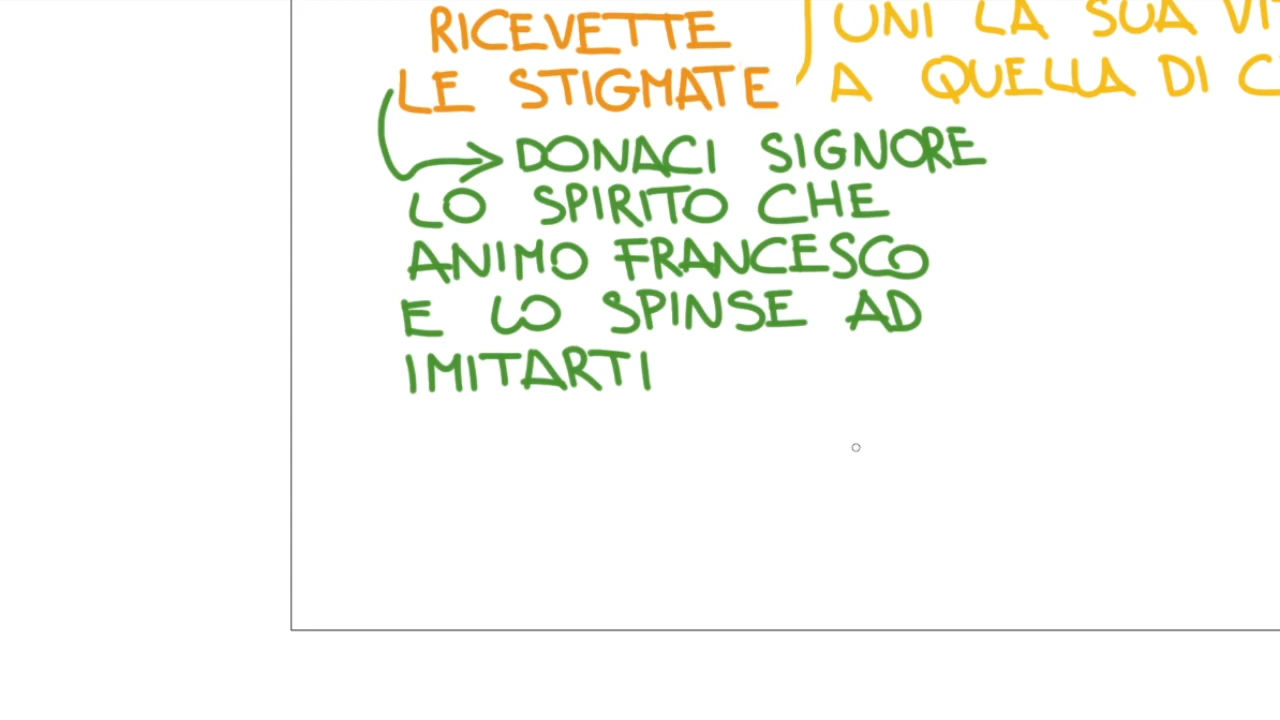 RICEVETTE
LE STIGMATE
UNI LA SUA
A QUELLA DI
DONACI SIGNORE
LO SPIRITO CHE
ANIMO FRANCESCO
E LO SPINSE AD
IMITARTI